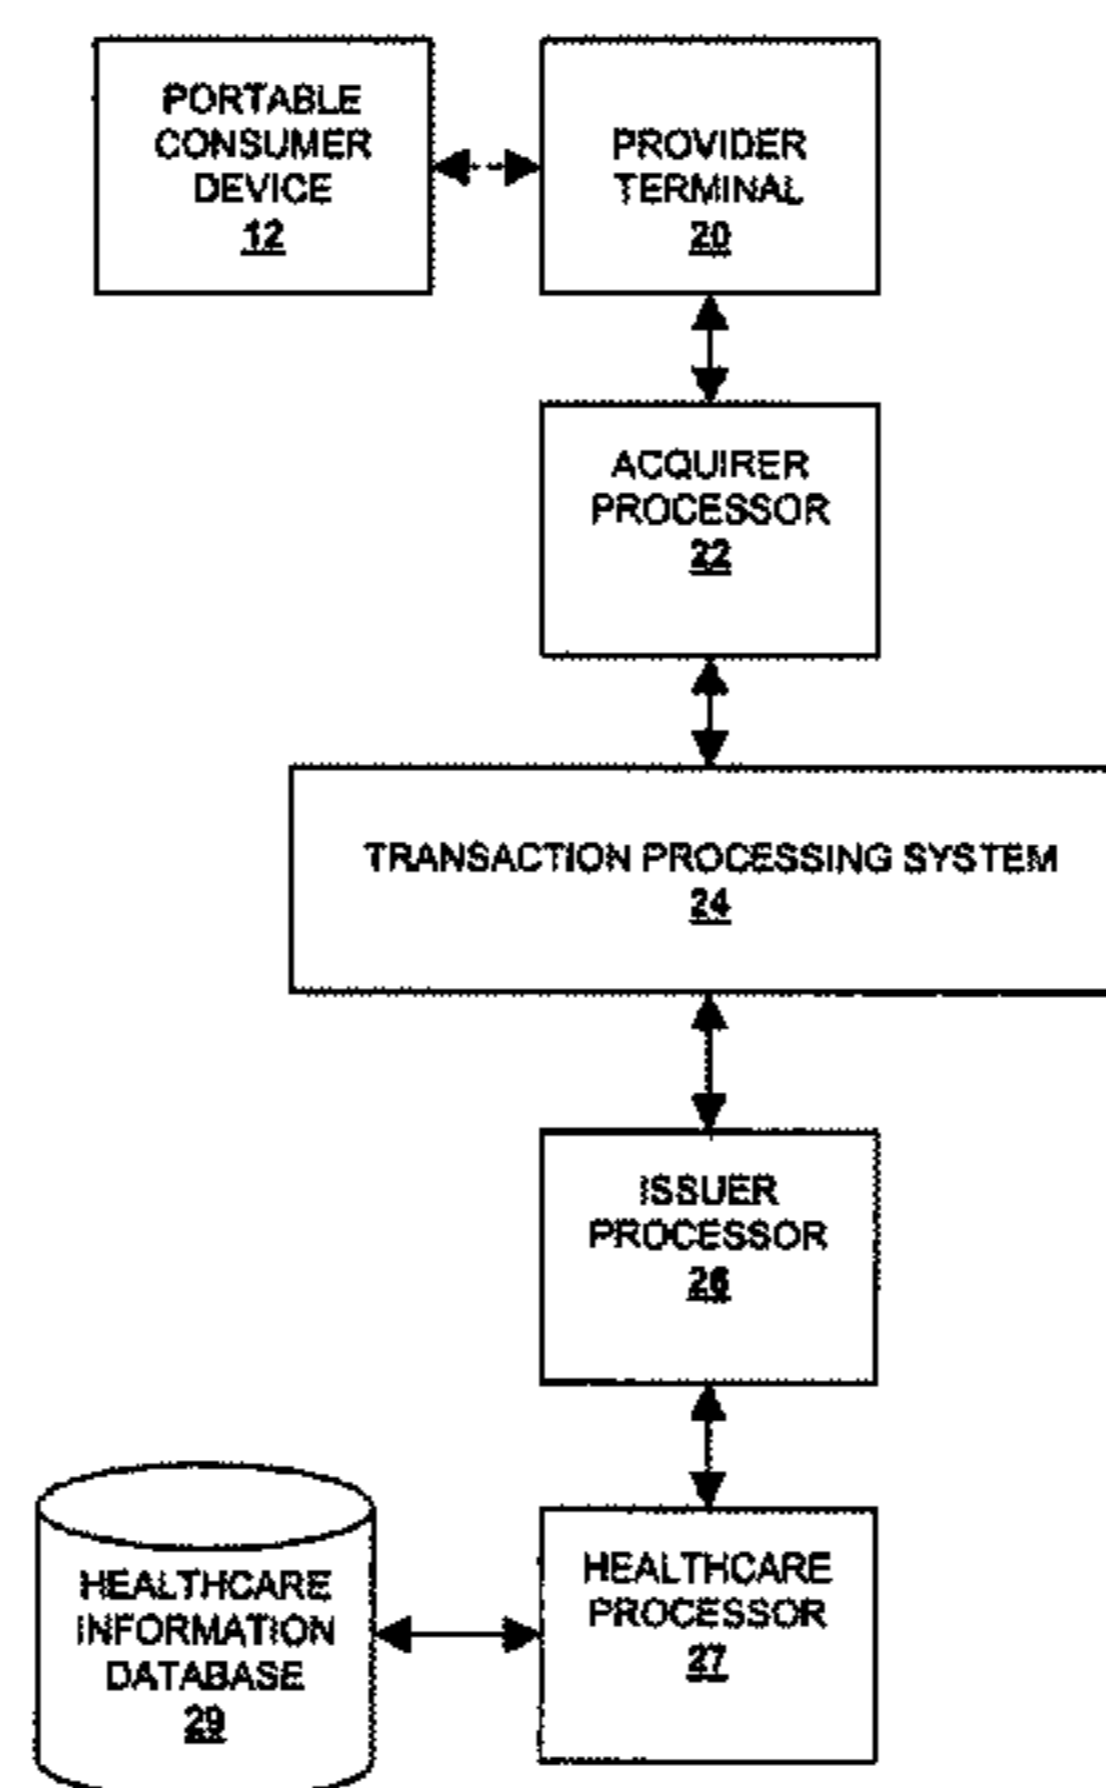 PORTABLE
CONSUMER
DEVICE
12
PROVIDER
TERMINAL
20
ACQUIRER
PROCESSOR
22
TRANSACTION PROCESSING SYSTEM
24
ISSUER
PROCESSOR
26
HEALTHCARE
INFORMATION
DATABASE
29
HEALTHCARE
PROCESSOR
27